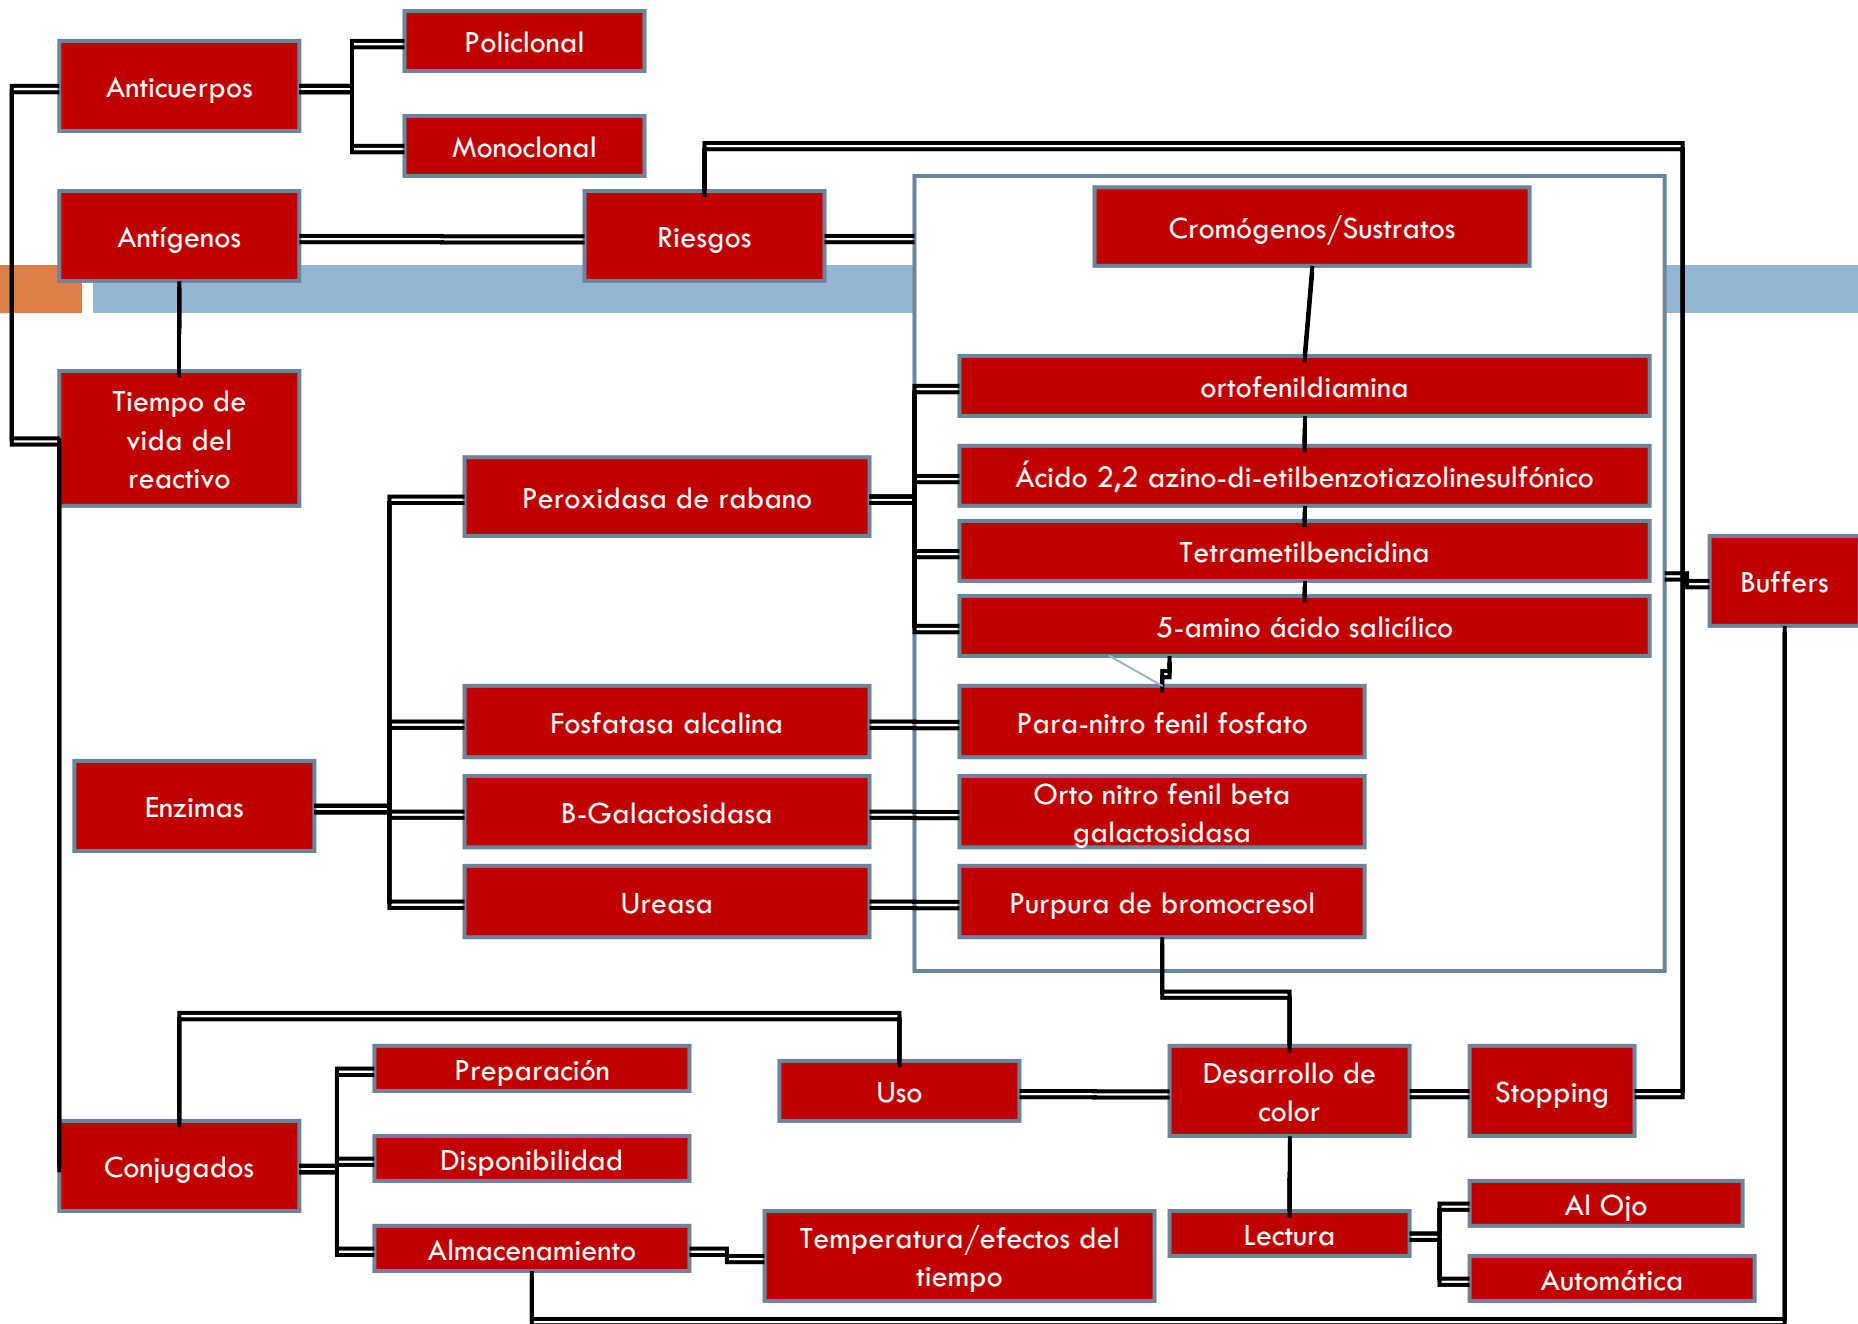 Policlonal
Anticuerpos
Monoclonal
Antígenos
Riesgos
Cromógenos/Sustratos
Tiempo de
vida del
reactivo
ortofenildiamina
Ácido 2,2 azino-di-etilbenzotiazolinesulfónico
Peroxidasa de rabano
Tetrametilbencidina
Buffers
5-amino ácido salicílico
Fosfatasa alcalina
Para-nitro fenil fosfato
Enzimas
B-Galactosidasa
Orto nitro fenil beta
galactosidasa
Ureasa
Purpura de bromocresol
Preparación
Uso
Desarrollo de
color
Stopping
Conjugados
Disponibilidad
Almacenamiento
Temperatura/efectos del
tiempo
Lectura
Al Ojo
Automática